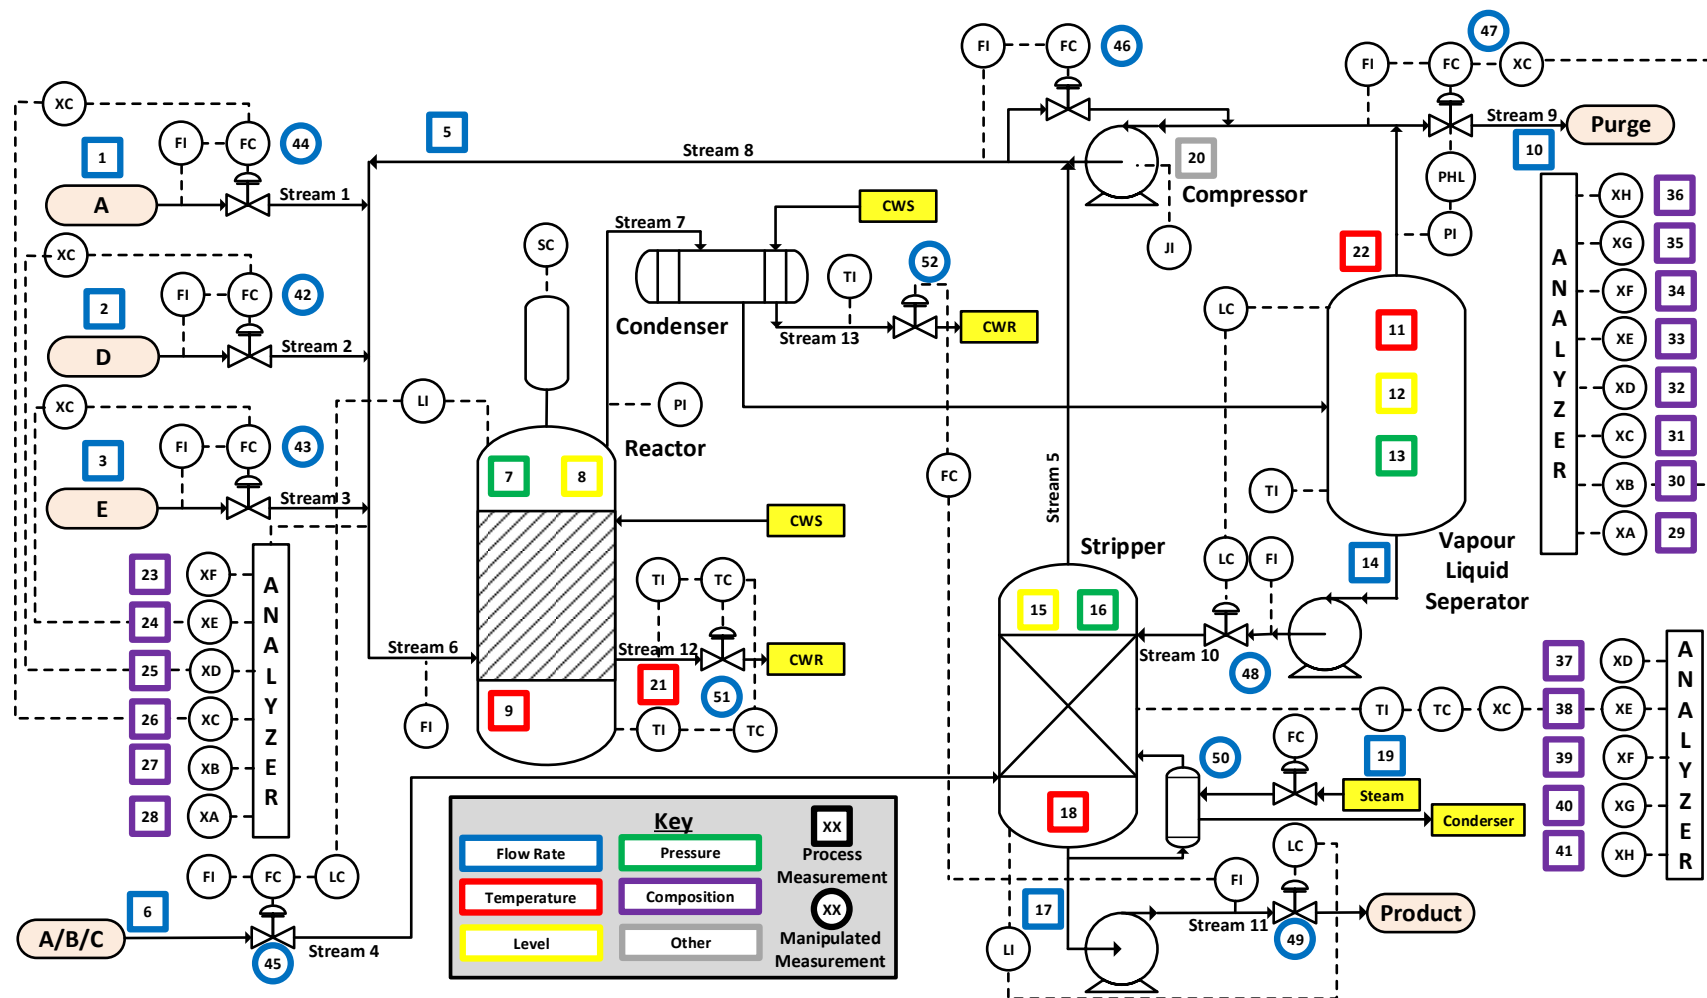 FI
FC
46
47
FI
FC
XC
XC
5
Stream 8
20
Compressor
Stream 9
Purge
10
1
FI
FC
44
A
Stream 1
PHL
PI
JI
22
A
N
A
L
Y
Z
E
R
XH
36
XG
35
XF
34
XE
33
XD
32
XC
31
XB
30
XA
29
XC
2
FI
FC
42
D
Stream 2
SC
Stream 7
CWS
Condenser
TI
52
Stream 13
CWR
LC
11
12
13
TI
Vapour
Liquid
Seperator
XC
3
FI
FC
43
E
Stream 3
LI
PI
Reactor
7
8
CWS
FC
Stream 5
Stripper
LC
FI
14
15
16
Stream 10
48
23
XF
24
XE
25
XD
26
XC
27
XB
28
XA
A
N
A
L
Y
Z
E
R
Stream 6
FI
9
TI
TC
Stream 12
CWR
21
51
TI
TC
TI
TC
XC
37
XD
38
XE
39
XF
40
XG
41
XH
A
N
A
L
Y
Z
E
R
50
FC
19
Steam
Conderser
18
6
FI
FC
LC
A/B/C
45
Stream 4
Key
Flow Rate
Pressure
Temperature
Composition
Level
Other
XX
Process
Measurement
XX
Manipulated
Measurement
17
LI
FI
LC
Stream 11
49
Product